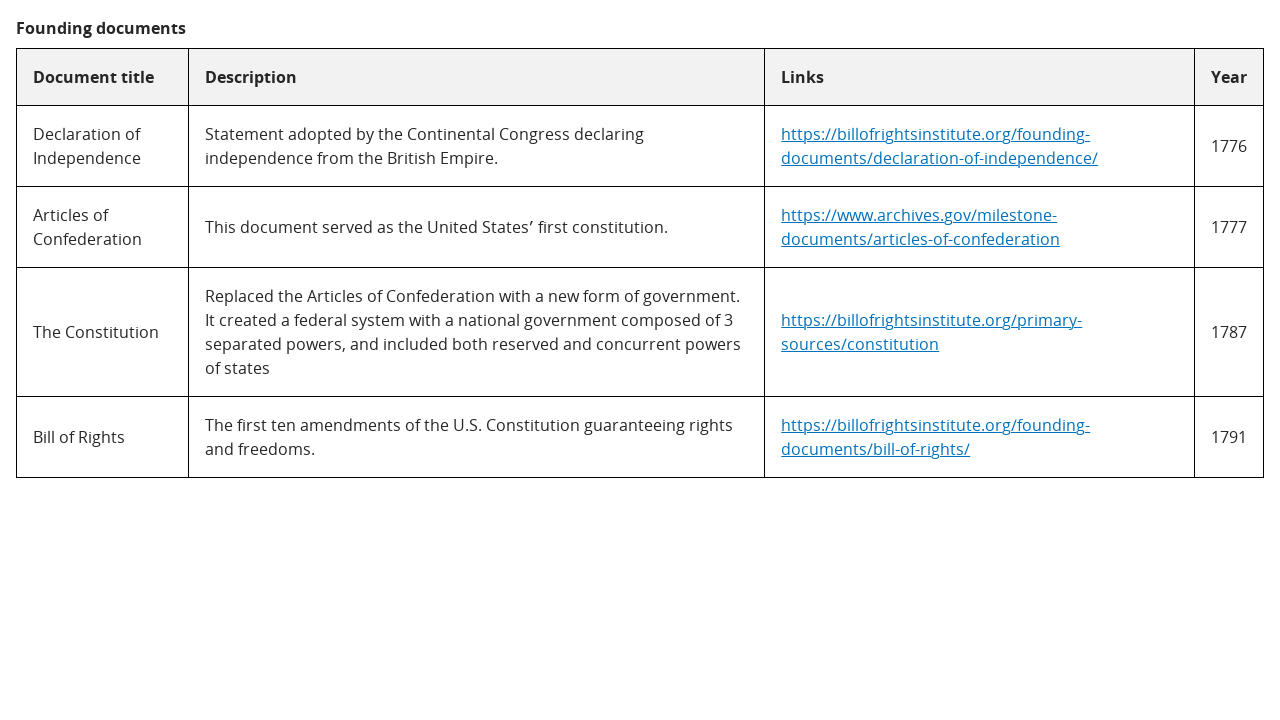 Founding documents
Document title
Description
Links
Year
Declaration of
Independence
Statement adopted by the Continental Congress declaring
independence from the British Empire.
https://billofrightsinstitute.org/founding-
documents/declaration-of-independence/
1776
Articles of
Confederation
This document served as the United States’ first constitution.
https://www.archives.gov/milestone-
documents/articles-of-confederation
1777
The Constitution
Replaced the Articles of Confederation with a new form of government.
It created a federal system with a national government composed of 3
separated powers, and included both reserved and concurrent powers
of states
https://billofrightsinstitute.org/primary-
sources/constitution
1787
Bill of Rights
The first ten amendments of the U.S. Constitution guaranteeing rights
and freedoms.
https://billofrightsinstitute.org/founding-
documents/bill-of-rights/
1791